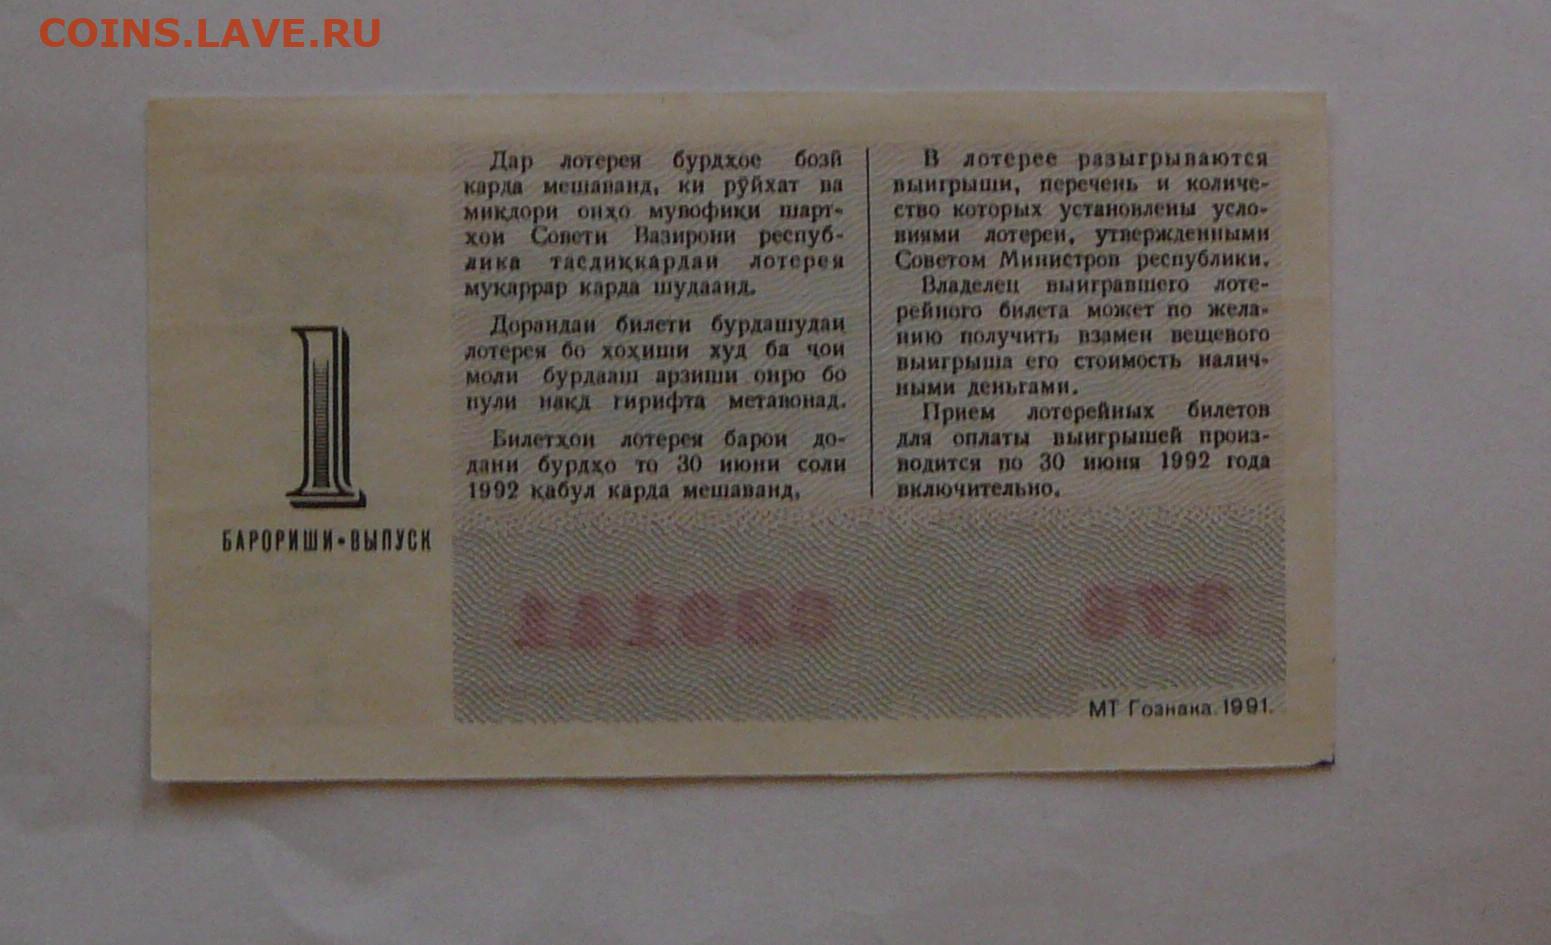 COINS.LAVE.RU
Дар лотерея бурдҳое бозӣ
карда мешаванд, ки рӯйхат ва
миқдори онҳо мувофиқи шарт-
ҳои Совети Вазирони респуб-
лика тасдиқкардаи лотерея
муқаррар карда шудаанд.
Дорандаи билети бурдашудаи
лотерея бо хоҳиши худ ба ҷои
моли бурдааш арзиши онро бо
пули нақд гирифта метавонад.
Билетҳои лотерея барои до-
дани бурдҳо то 30 июни соли
1992 қабул карда мешаванд.
В лотерее разыгрываются
выигрыши, перечень и количе-
ство которых установлены усло-
виями лотереи, утвержденными
Советом Министров республики.
Владелец выигравшего лоте-
рейного билета может по жела-
нию получить взамен вещевого
выигрыша его стоимость налич-
ными деньгами.
Прием лотерейных билетов
для оплаты выигрышей произ-
водится по 30 июня 1992 года
включительно.
1
БАРОРИШИ•ВЫПУСК
МТ Гознака. 1991.